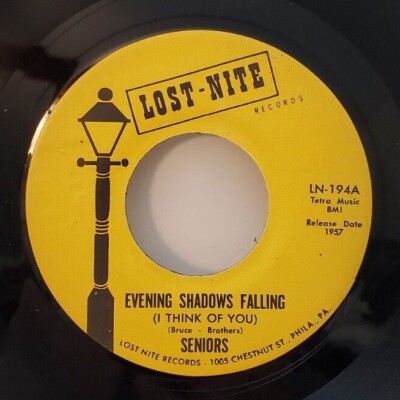 LOST-NITE
RECORDS
LN-194A
Tetra Music
BMI
Release Date
1957
EVENING SHADOWS FALLING
(I THINK OF YOU)
(Bruce - Brothers)
SENIORS
LOST NITE RECORDS - 1005 CHESTNUT ST., PHILA., PA.